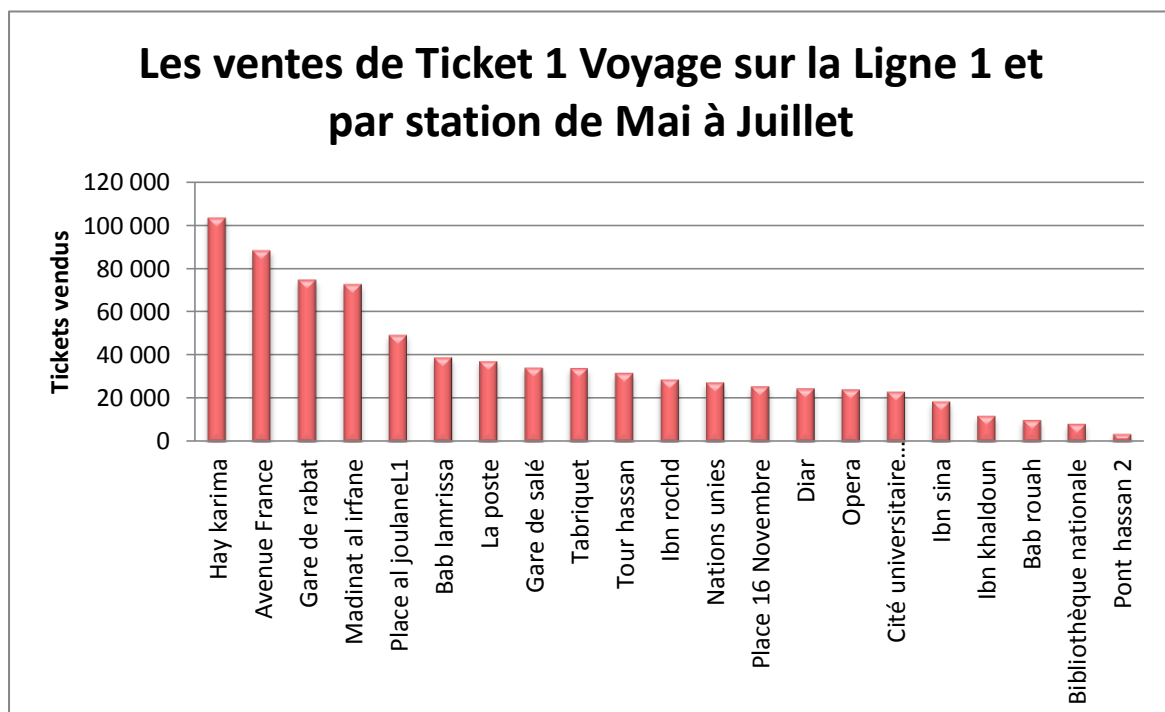 Les ventes de Ticket 1 Voyage sur la Ligne 1 et
par station de Mai à Juillet
Tickets vendus
120 000
100 000
80 000
60 000
40 000
20 000
0
Hay karima
Avenue France
Gare de rabat
Madinat al irfane
Place al joulaneL1
Bab lamrissa
La poste
Gare de salé
Tabriquet
Tour hassan
Ibn rochd
Nations unies
Place 16 Novembre
Diar
Opera
Cité universitaire...
Ibn sina
Ibn khaldoun
Bab rouah
Bibliothèque nationale
Pont hassan 2